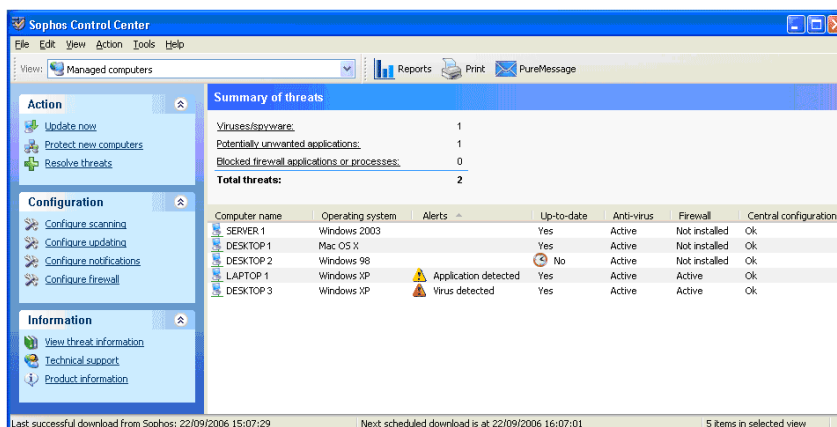 Sophos Control Center
File Edit View Action Tools Help
View: Managed computers Reports Print PureMessage
Action
Update now
Protect new computers
Resolve threats
Configuration
Configure scanning
Configure updating
Configure notifications
Configure firewall
Information
View threat information
Technical support
Product information
Summary of threats
Viruses/spyware: 1
Potentially unwanted applications: 1
Blocked firewall applications or processes: 0
Total threats: 2
Computer name Operating system Alerts Up-to-date Anti-virus Firewall Central configuration
SERVER 1 Windows 2003 Yes Active Not installed Ok
DESKTOP 1 Mac OS X Yes Active Not installed Ok
DESKTOP 2 Windows 98 No Active Not installed Ok
LAPTOP 1 Windows XP Application detected Yes Active Active Ok
DESKTOP 3 Windows XP Virus detected Yes Active Active Ok
Last successful download from Sophos: 22/09/2006 15:07:29 Next scheduled download is at 22/09/2006 16:07:01 5 items in selected view